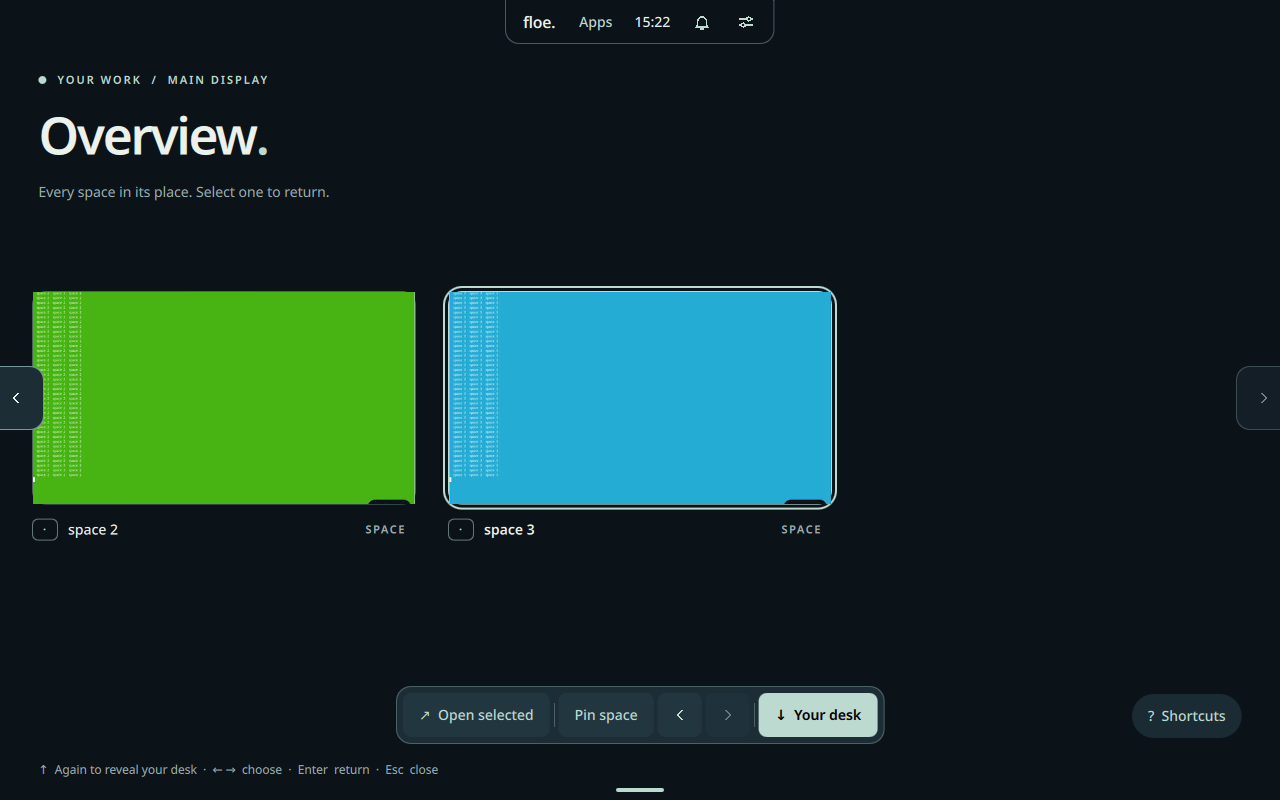 floe. Apps 15:22
YOUR WORK / MAIN DISPLAY
Overview.
Every space in its place. Select one to return.
space 2 SPACE
space 3 SPACE
↗ Open selected Pin space ↓ Your desk
? Shortcuts
↑ Again to reveal your desk · ←→ choose · Enter return · Esc close